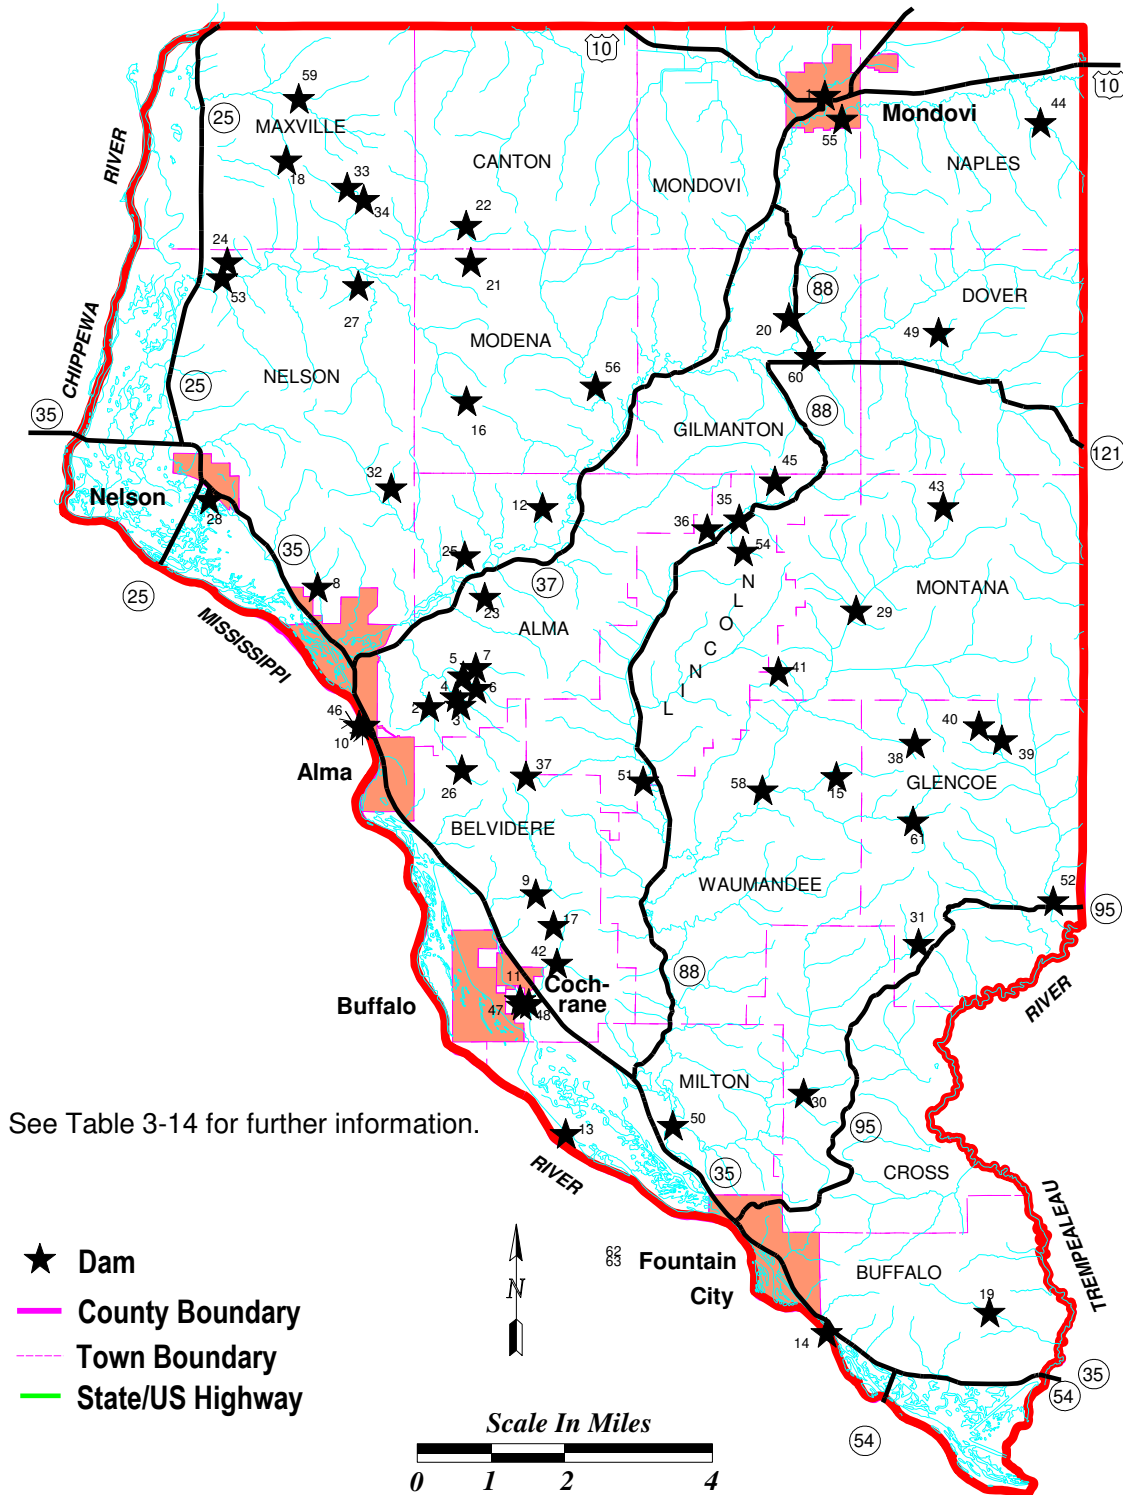 10
10
59
25
MAXVILLE
1
Mondovi
55
44
NAPLES
CANTON
MONDOVI
RIVER
18
33
34
22
24
53
27
21
88
DOVER
20
49
MODENA
CHIPPEWA
60
56
25
NELSON
16
88
35
GILMANTON
121
45
32
Nelson
28
12
35
36
43
54
35
25
37
25
8
23
ALMA
LINCOLN
29
MONTANA
MISSISSIPPI
5
7
4
6
2
3
41
46
10
40
39
38
Alma
26
37
51
58
15
GLENCOE
61
BELVIDERE
WAUMANDEE
9
52
95
17
31
42
88
11
Coch-
rane
47
48
Buffalo
RIVER
MILTON
30
50
13
95
See Table 3-14 for further information.
35
CROSS
RIVER
TREMPEALEAU
62
63
Fountain
City
BUFFALO
19
14
35
54
54
N
Dam
County Boundary
Town Boundary
State/US Highway
Scale In Miles
0 1 2 4